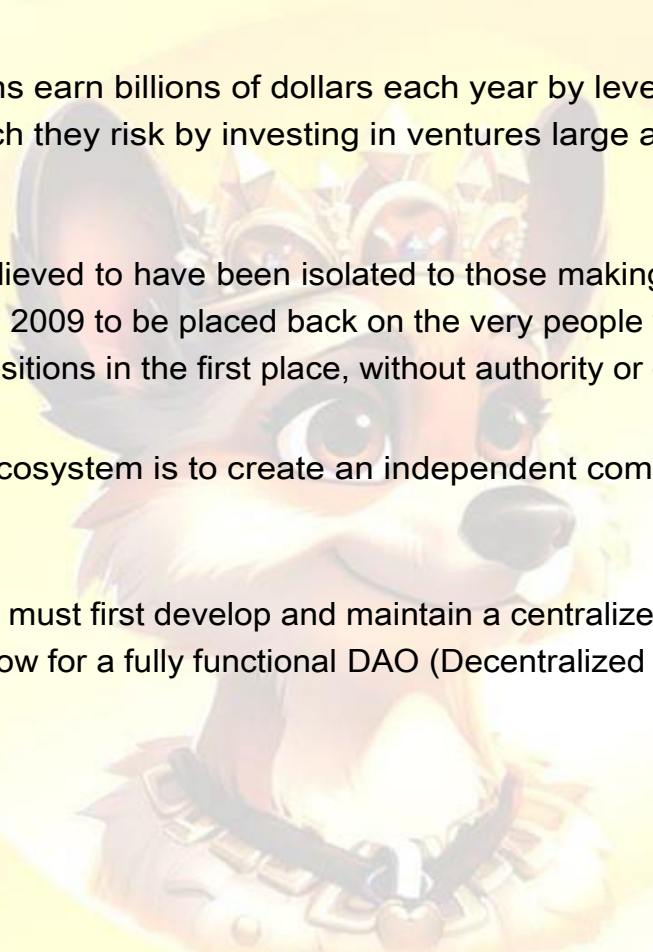 ns earn billions of dollars each year by leve
ch they risk by investing in ventures large a
lieved to have been isolated to those making
2009 to be placed back on the very people
sitions in the first place, without authority or
cosystem is to create an independent com
must first develop and maintain a centralize
ow for a fully functional DAO (Decentralized